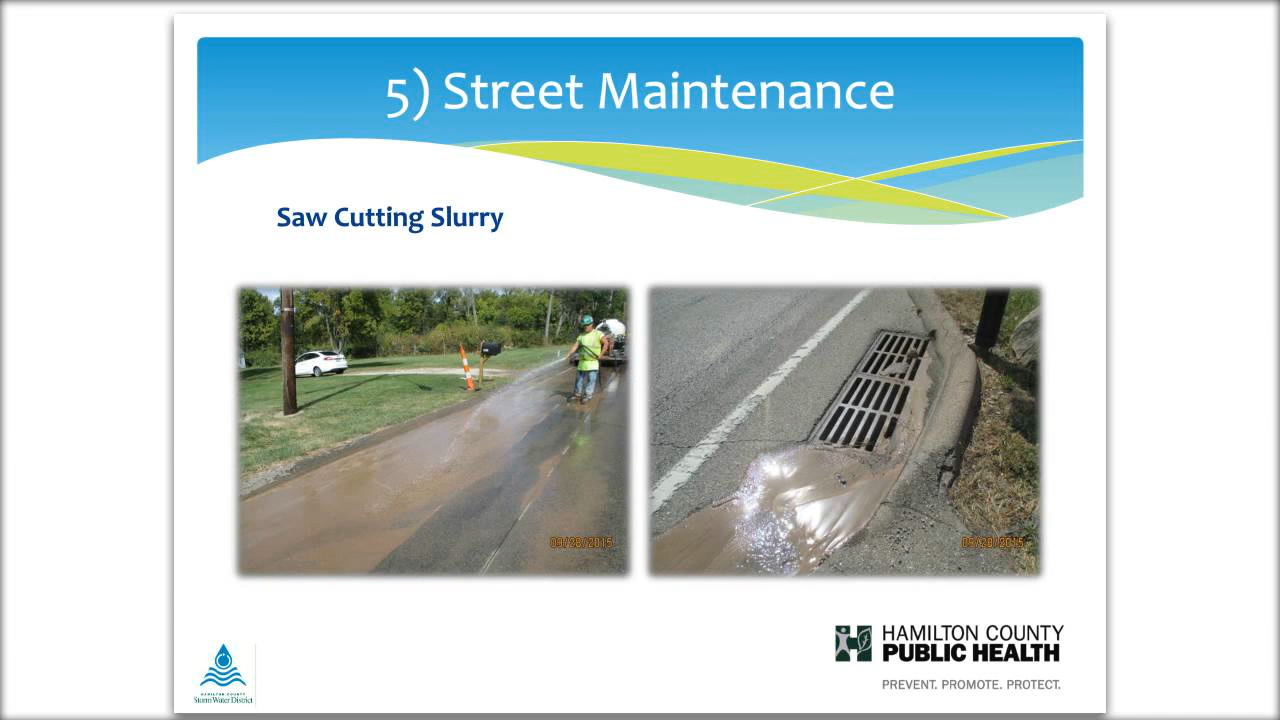 5) Street Maintenance
Saw Cutting Slurry
09/28/2015
09/28/2015
HAMILTON COUNTY
PUBLIC HEALTH
PREVENT. PROMOTE. PROTECT.
HAMILTON COUNTY
Storm Water District